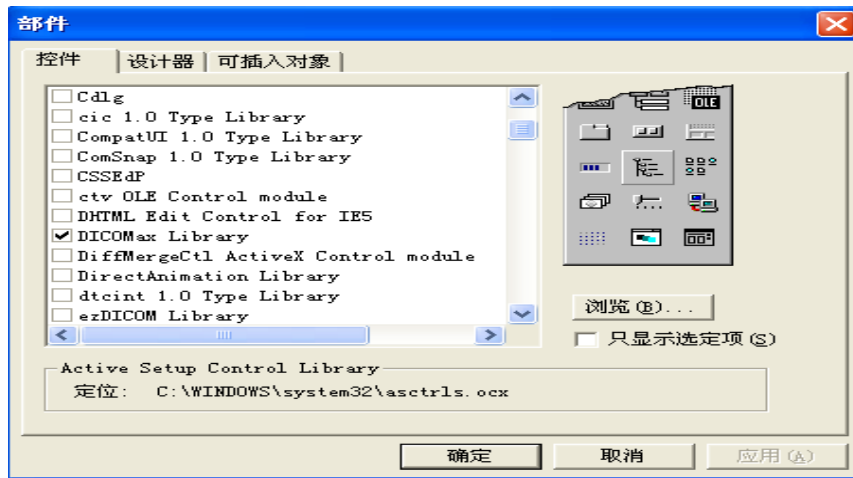 部件
控件 设计器 可插入对象
Cdlg
cic 1.0 Type Library
CompatUI 1.0 Type Library
ComSnap 1.0 Type Library
CSSEdP
ctv OLE Control module
DHTML Edit Control for IE5
DICOMax Library
DiffMergeCtl ActiveX Control module
DirectAnimation Library
dtcint 1.0 Type Library
ezDICOM Library
OLE
浏览(B)...
只显示选定项(S)
Active Setup Control Library
定位: C:\WINDOWS\system32\asctrls.ocx
确定 取消 应用(A)